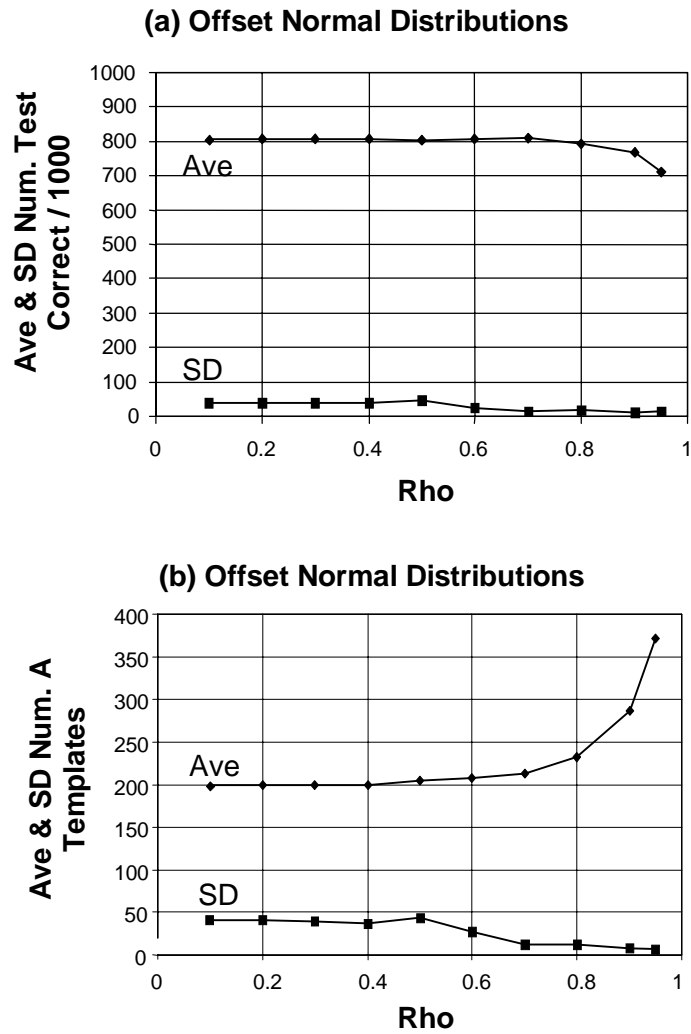 (a) Offset Normal Distributions
Ave & SD Num. Test
Correct / 1000
1000
900
800
700
600
500
400
300
200
100
0
Ave
SD
0 0.2 0.4 0.6 0.8 1
Rho
(b) Offset Normal Distributions
Ave & SD Num. A
Templates
400
350
300
250
200
150
100
50
0
Ave
SD
0 0.2 0.4 0.6 0.8 1
Rho